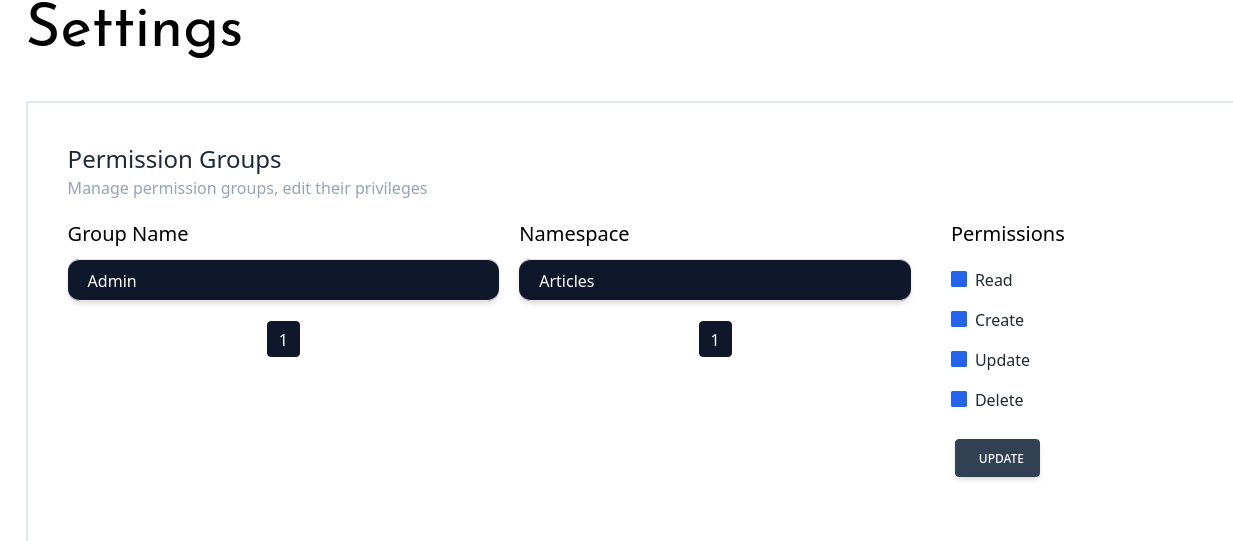 Settings
Permission Groups
Manage permission groups, edit their privileges
Group Name
Admin
1
Namespace
Articles
1
Permissions
Read
Create
Update
Delete
UPDATE